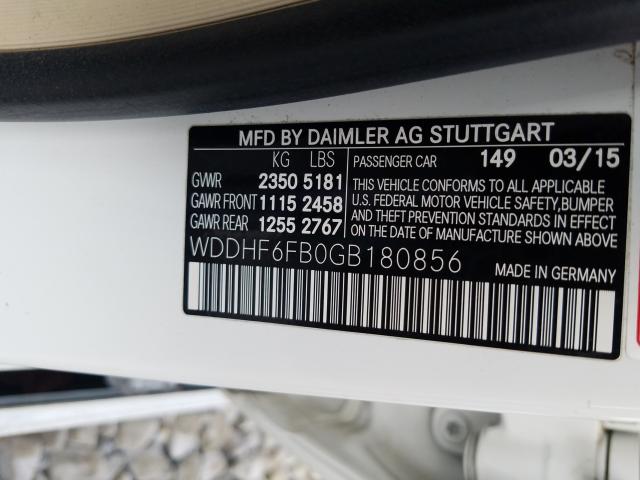 MFD BY DAIMLER AG STUTTGART
KG LBS PASSENGER CAR 149 03/15
GVWR 2350 5181
GAWR FRONT 1115 2458
GAWR REAR 1255 2767
THIS VEHICLE CONFORMS TO ALL APPLICABLE
U.S. FEDERAL MOTOR VEHICLE SAFETY, BUMPER
AND THEFT PREVENTION STANDARDS IN EFFECT
ON THE DATE OF MANUFACTURE SHOWN ABOVE
WDDHF6FB0GB180856 MADE IN GERMANY